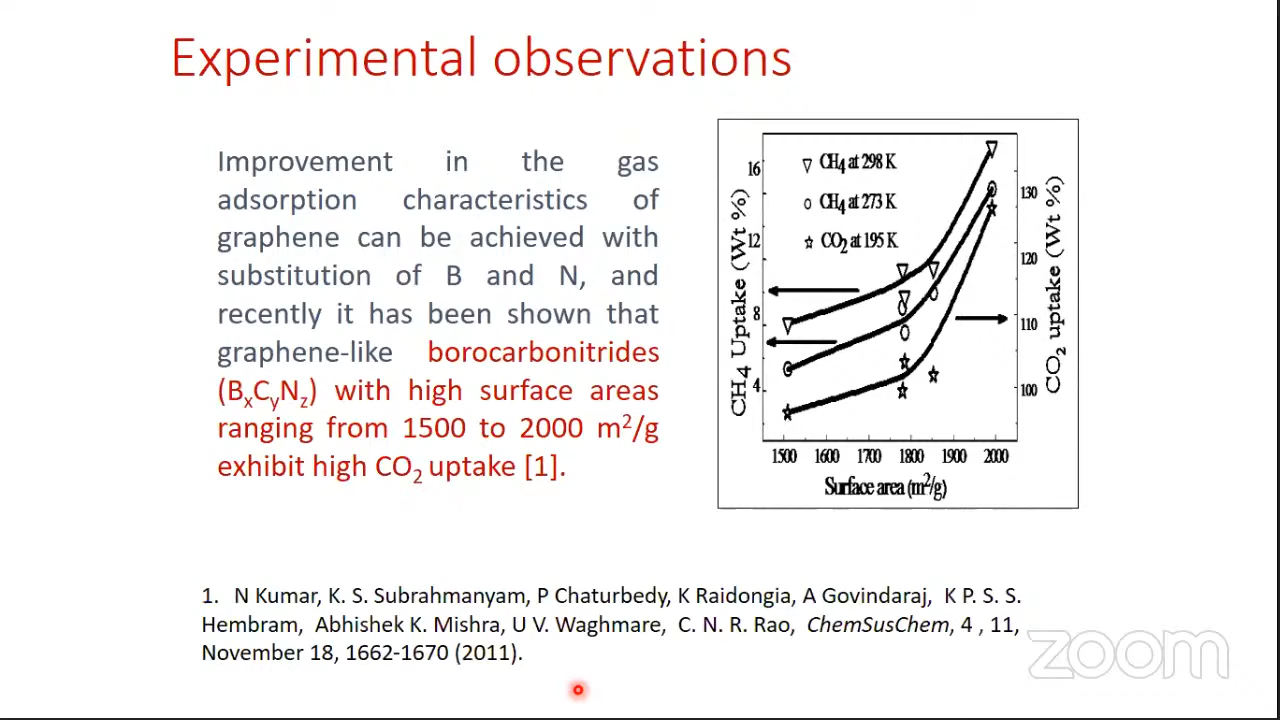 Experimental observations
Improvement in the gas
adsorption characteristics of
graphene can be achieved with
substitution of B and N, and
recently it has been shown that
graphene-like borocarbonitrides
(BxCyNz) with high surface areas
ranging from 1500 to 2000 m²/g
exhibit high CO₂ uptake [1].
CH₄ at 298 K
CH₄ at 273 K
CO₂ at 195 K
CH4 Uptake (Wt %)
16
12
8
4
130
120
110
100
CO₂ uptake (Wt %)
1500 1600 1700 1800 1900 2000
Surface area (m²/g)
1. N Kumar, K. S. Subrahmanyam, P Chaturbedy, K Raidongia, A Govindaraj, K P. S. S.
Hembram, Abhishek K. Mishra, U V. Waghmare, C. N. R. Rao, ChemSusChem, 4 , 11,
November 18, 1662-1670 (2011).
zoom